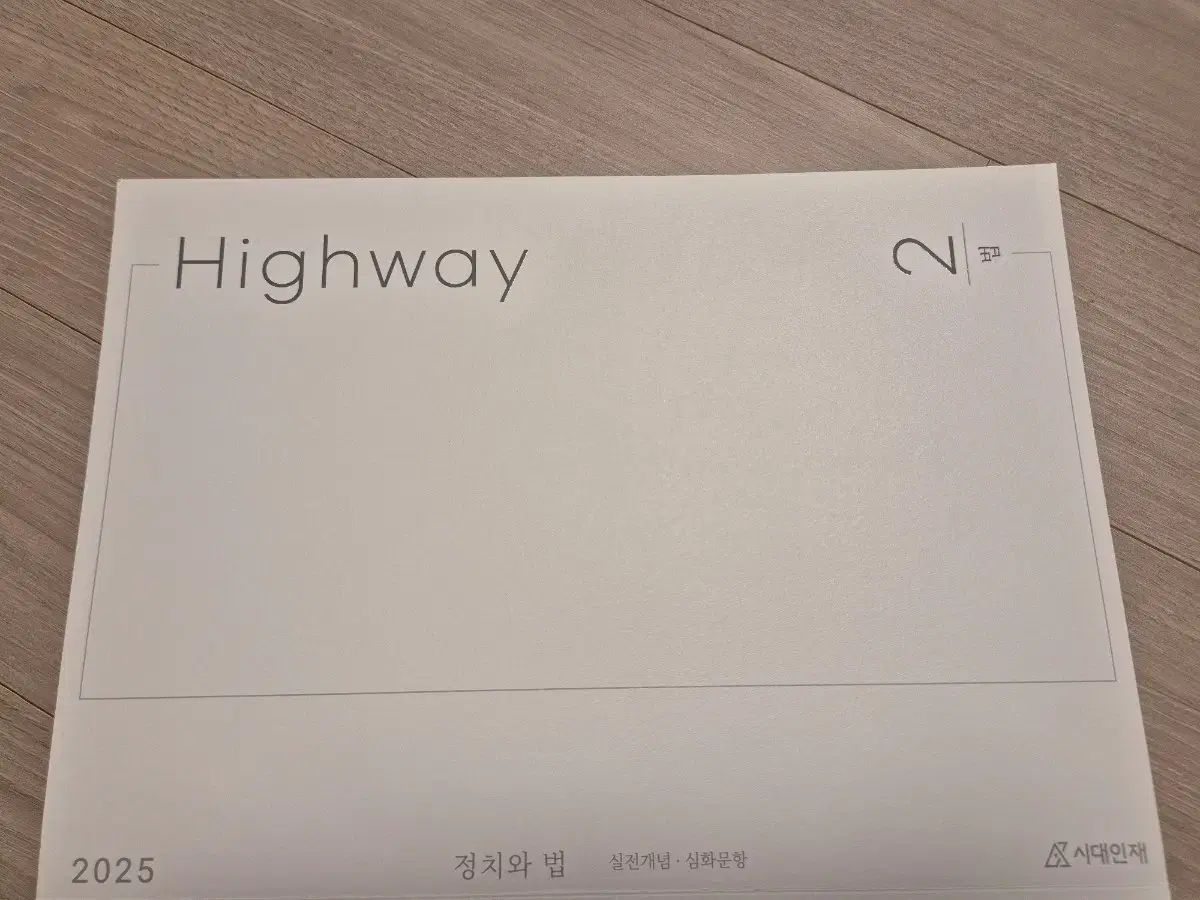 Highway
2
법
2025
정치와 법
실전개념 · 심화문항
시대인재